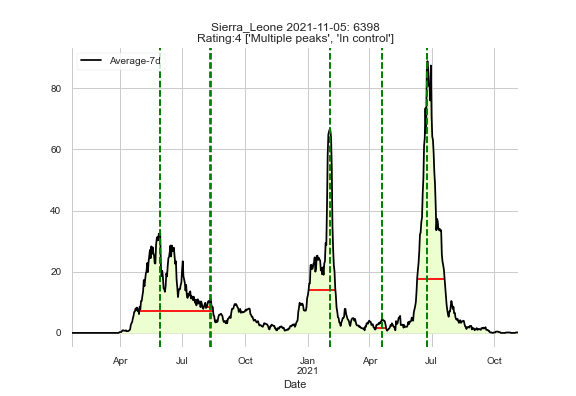 Sierra_Leone 2021-11-05: 6398
Rating:4 ['Multiple peaks', 'In control']
Average-7d
80
60
40
20
0
Apr Jul Oct Jan Apr Jul Oct
2021
Date